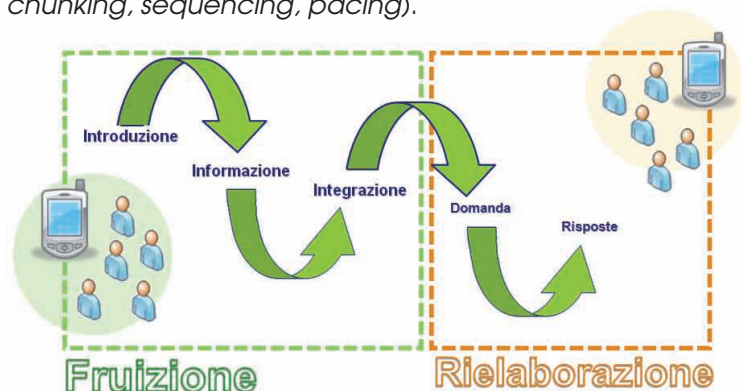 chunking, sequencing, pacing).
Introduzione
Informazione
Integrazione
Domanda
Risposte
Fruizione
Rielaborazione